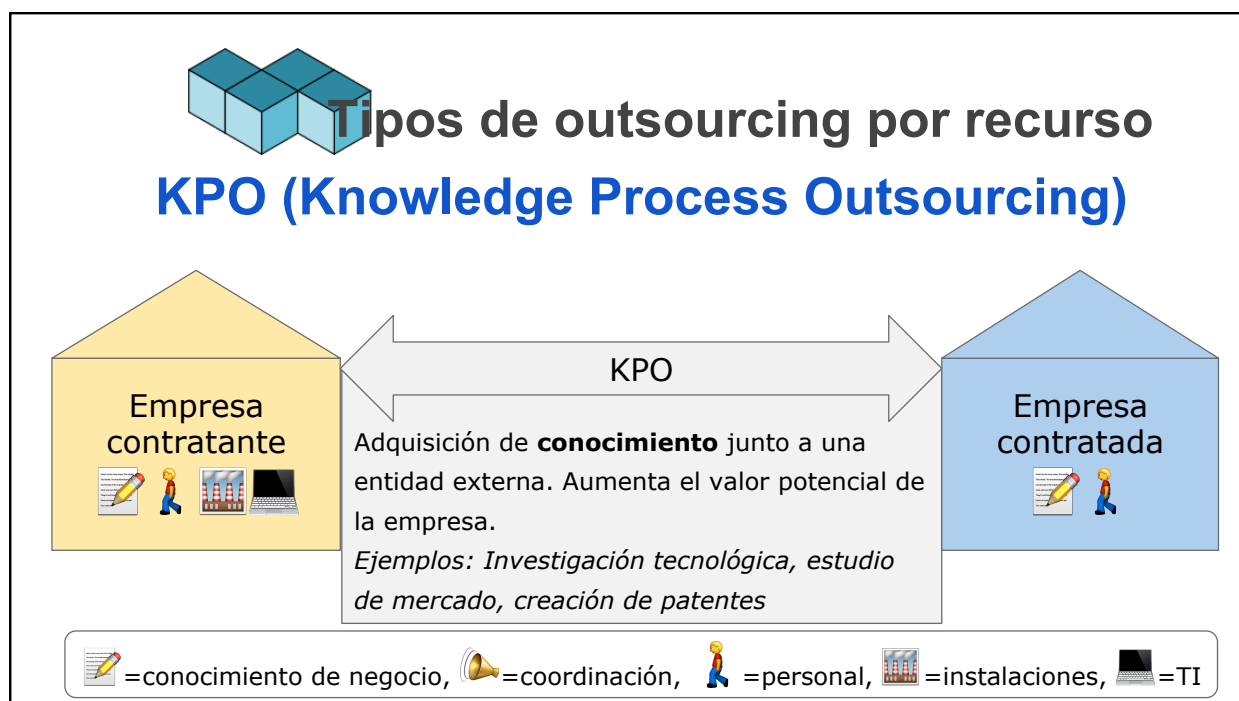 Tipos de outsourcing por recurso
KPO (Knowledge Process Outsourcing)
Empresa
contratante
KPO
Adquisición de conocimiento junto a una
entidad externa. Aumenta el valor potencial de
la empresa.
Ejemplos: Investigación tecnológica, estudio
de mercado, creación de patentes
Empresa
contratada
=conocimiento de negocio, =coordinación, =personal, =instalaciones, =TI